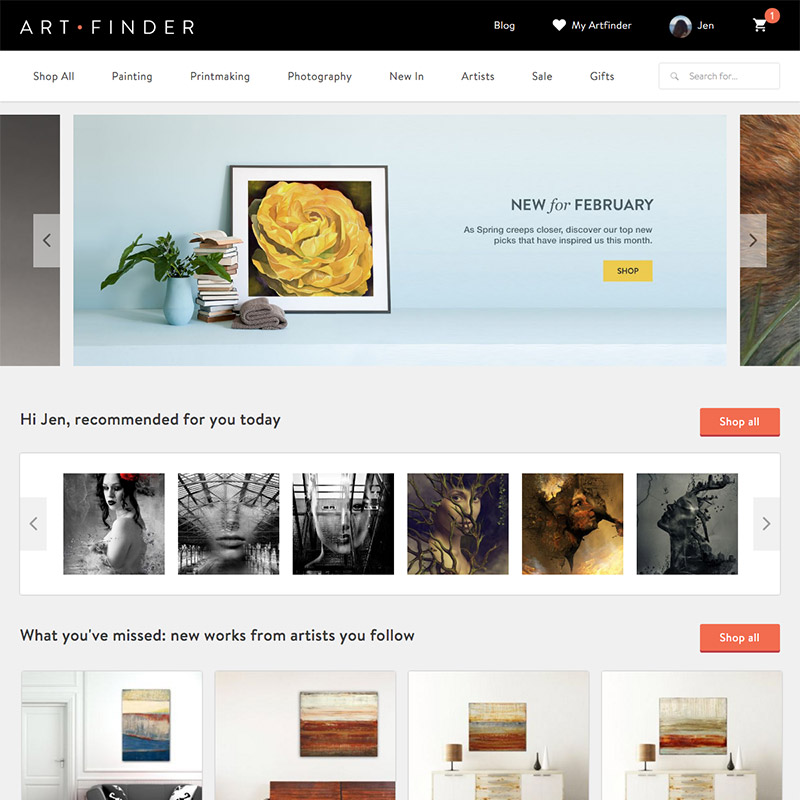 ART•FINDER
Blog
My Artfinder
Jen
1
Shop All
Painting
Printmaking
Photography
New In
Artists
Sale
Gifts
Search for...
NEW for FEBRUARY
As Spring creeps closer, discover our top new
picks that have inspired us this month.
SHOP
Hi Jen, recommended for you today
Shop all
What you've missed: new works from artists you follow
Shop all